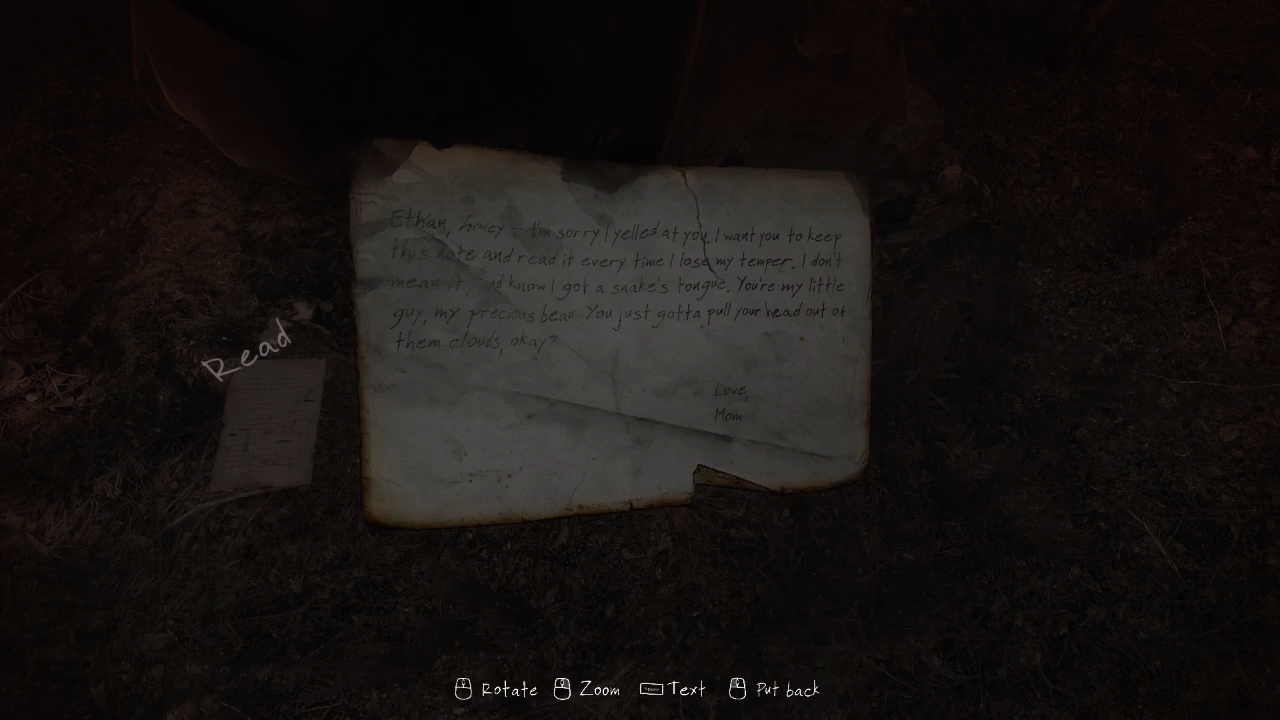 Ethan, honey - I'm sorry I yelled at you. I want you to keep
this note and read it every time I lose my temper. I don't
mean it know I got a snake's tongue. You're my little
guy, my precious bean. You just gotta pull your head out of
them clouds, okay?
Love,
Mom
Read
Rotate Zoom Text Put back